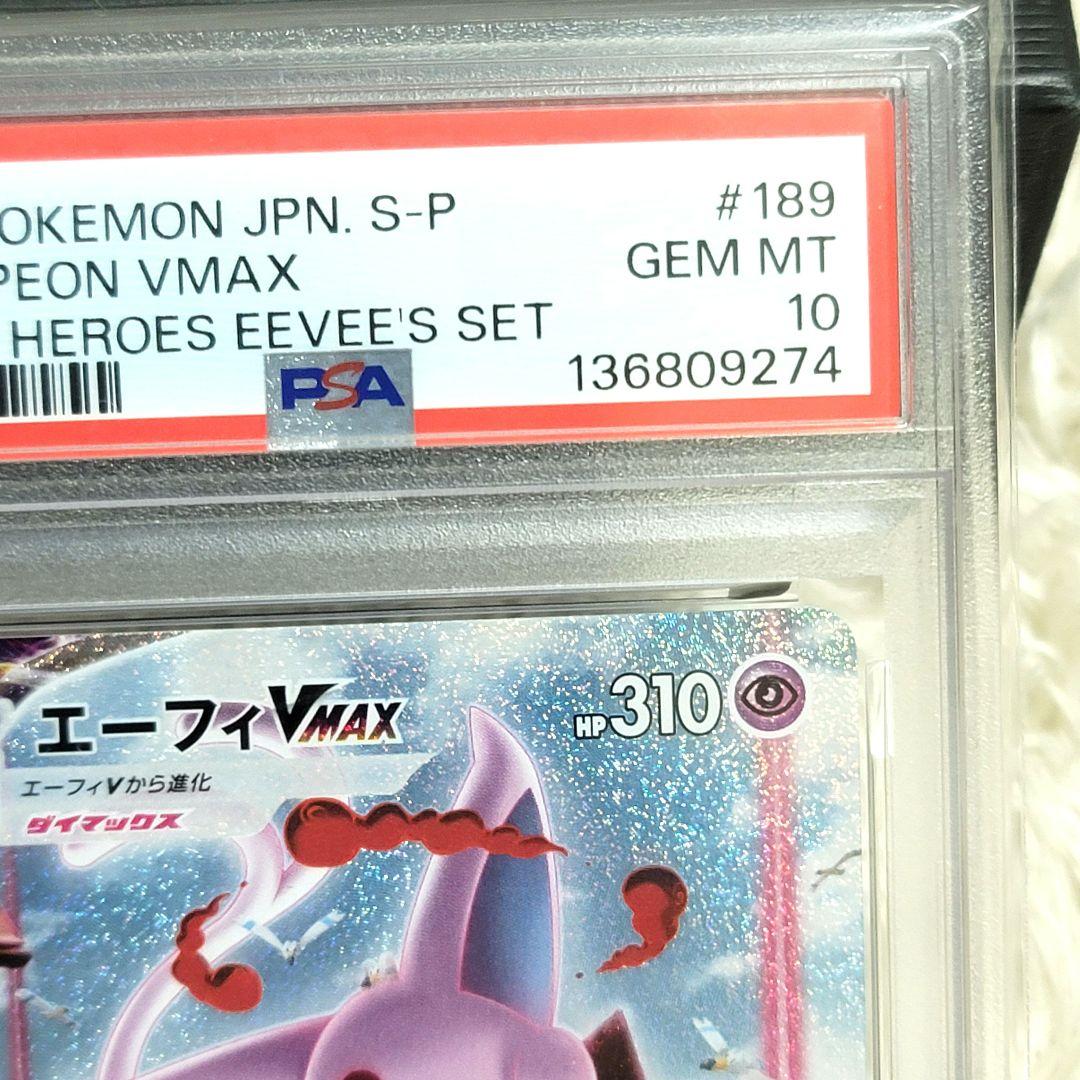 OKEMON JPN. S-P #189
PEON VMAX GEM MT
HEROES EEVEE'S SET 10
PSA 136809274
エーフィVMAX HP310
エーフィVから進化
ダイマックス